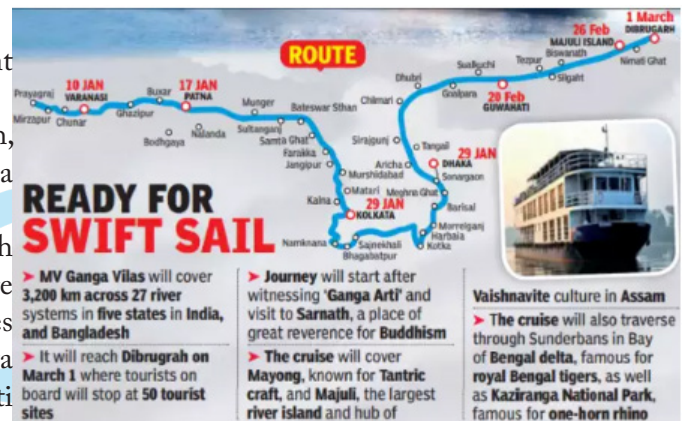 nt
n,
a
h
e
es
a
ti
ROUTE
1 March
DIBRUGARH
26 Feb
MAJULI ISLAND
Nimati Ghat
Biswanath
Tezpur
Silgaht
Sualkuchi
20 Feb
GUWAHATI
Goalpara
Dhubri
Chilmari
10 JAN
VARANASI
Prayagraj
Mirzapur
Chunar
Ghazipur
Buxar
17 JAN
PATNA
Bodhgaya
Nalanda
Munger
Sultanganj
Bateswar Sthan
Samta Ghat
Farakka
Jangipur
Murshidabad
Matari
Kalna
29 JAN
KOLKATA
Namknana
Sajnekhali
Bhagabatpur
Sirajgunj
Tangail
Aricha
29 JAN
DHAKA
Sonargaon
Meghna Ghat
Barisal
Morrelganj
Harbaia
Kotka
READY FOR
SWIFT SAIL
➤ MV Ganga Vilas will cover
3,200 km across 27 river
systems in five states in India,
and Bangladesh
➤ It will reach Dibrugrah on
March 1 where tourists on
board will stop at 50 tourist
sites
➤ Journey will start after
witnessing 'Ganga Arti' and
visit to Sarnath, a place of
great reverence for Buddhism
➤ The cruise will cover
Mayong, known for Tantric
craft, and Majuli, the largest
river island and hub of
Vaishnavite culture in Assam
➤ The cruise will also traverse
through Sunderbans in Bay
of Bengal delta, famous for
royal Bengal tigers, as well
as Kaziranga National Park,
famous for one-horn rhino